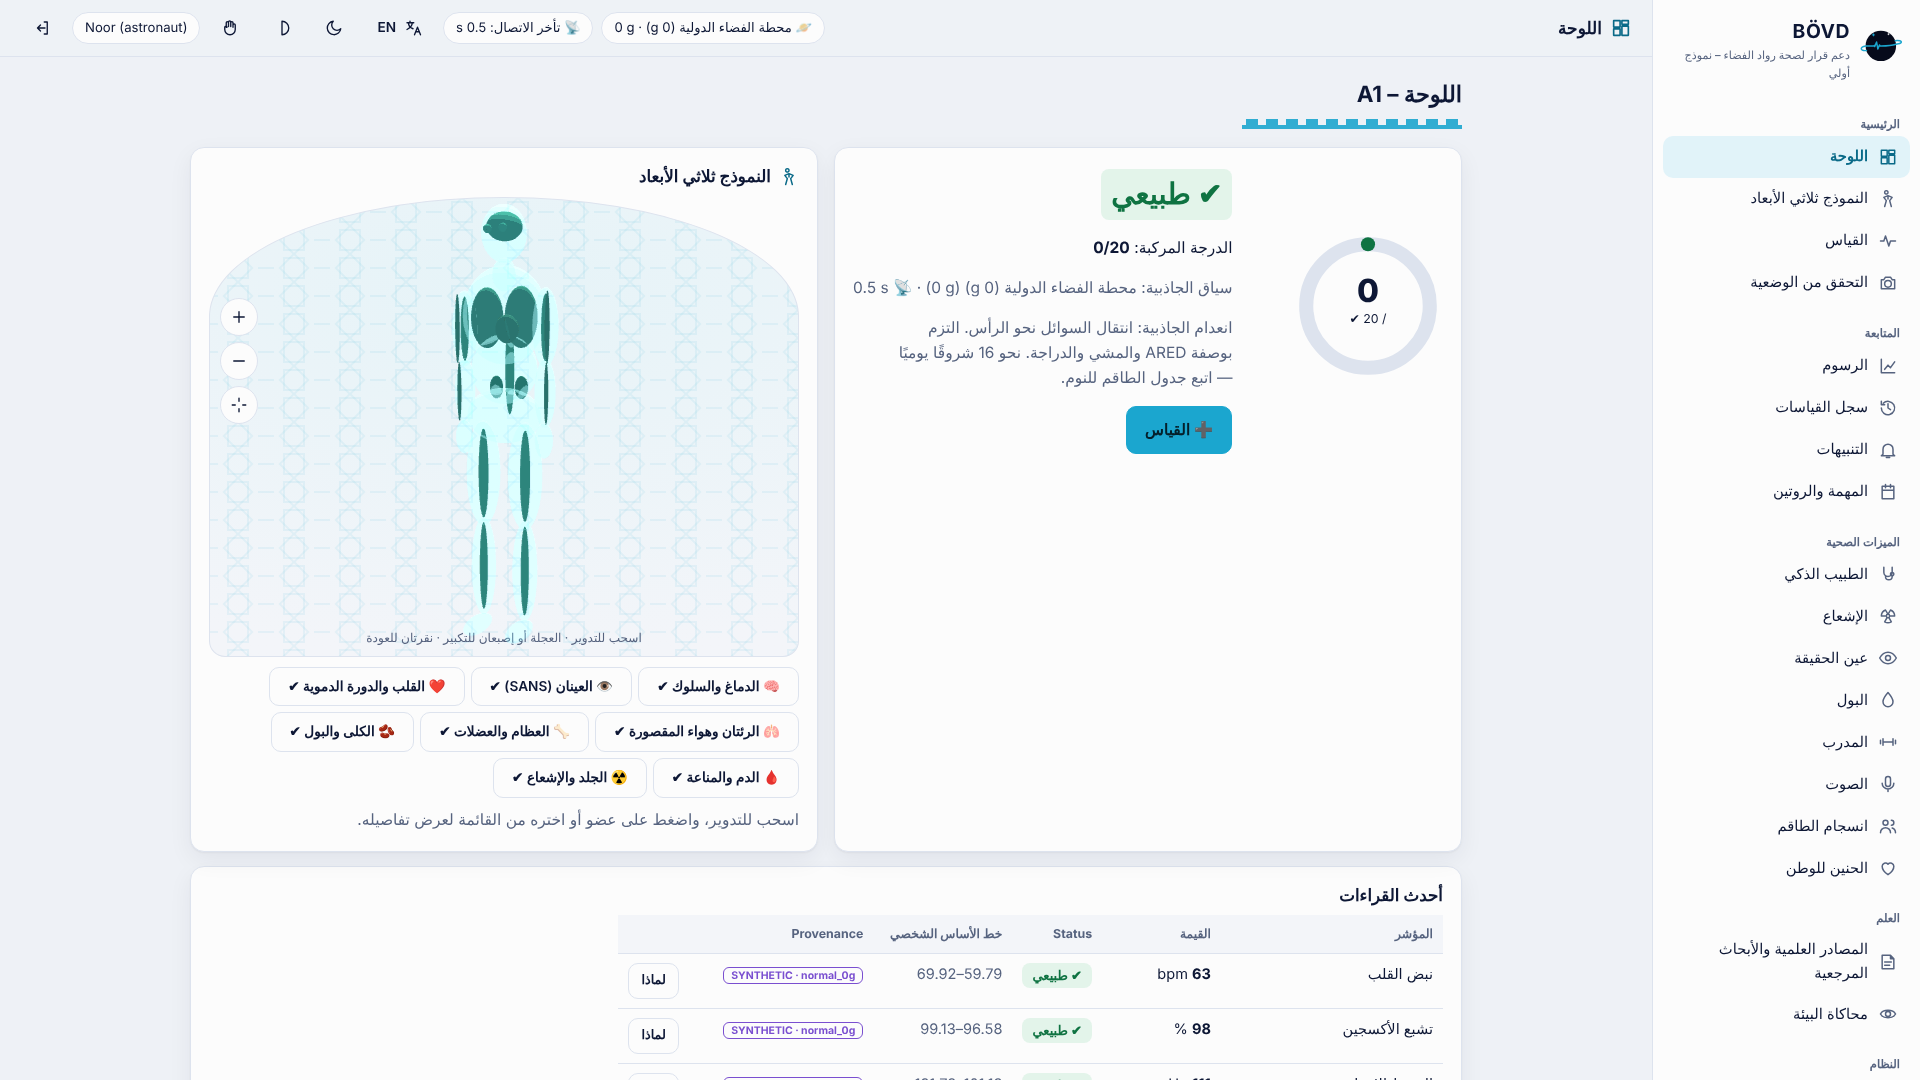 BÖVD
دعم قرار لصحة رواد الفضاء – نموذج
أولي
الرئيسية
اللوحة
النموذج ثلاثي الأبعاد
القياس
التحقق من الوضعية
المتابعة
الرسوم
سجل القياسات
التنبيهات
المهمة والروتين
الميزات الصحية
الطبيب الذكي
الإشعاع
عين الحقيقة
البول
المدرب
الصوت
انسجام الطاقم
الحنين للوطن
العلم
المصادر العلمية والأبحاث
المرجعية
محاكاة البيئة
النظام
اللوحة
🪐 محطة الفضاء الدولية (0 g) · 0 g
📡 تأخر الاتصال: 0.5 s
EN
Noor (astronaut)
اللوحة – A1
✔ طبيعي
الدرجة المركبة: 0/20
سياق الجاذبية: محطة الفضاء الدولية (0 g) (0 g) · 📡 0.5 s
انعدام الجاذبية: انتقال السوائل نحو الرأس. التزم
بوصفة ARED والمشي والدراجة. نحو 16 شروقًا يوميًا
— اتبع جدول الطاقم للنوم.
➕ القياس
0
/ 20 ✔
النموذج ثلاثي الأبعاد
اسحب للتدوير · العجلة أو إصبعان للتكبير · نقرتان للعودة
🧠 الدماغ والسلوك ✔
👁️ العينان (SANS) ✔
❤️ القلب والدورة الدموية ✔
🫁 الرئتان وهواء المقصورة ✔
🦴 العظام والعضلات ✔
🫘 الكلى والبول ✔
🩸 الدم والمناعة ✔
☢️ الجلد والإشعاع ✔
اسحب للتدوير، واضغط على عضو أو اختره من القائمة لعرض تفاصيله.
أحدث القراءات
المؤشر القيمة Status خط الأساس الشخصي Provenance
نبض القلب 63 bpm ✔ طبيعي 59.79–69.92 SYNTHETIC · normal_0g لماذا
تشبع الأكسجين 98 % ✔ طبيعي 96.58–99.13 SYNTHETIC · normal_0g لماذا